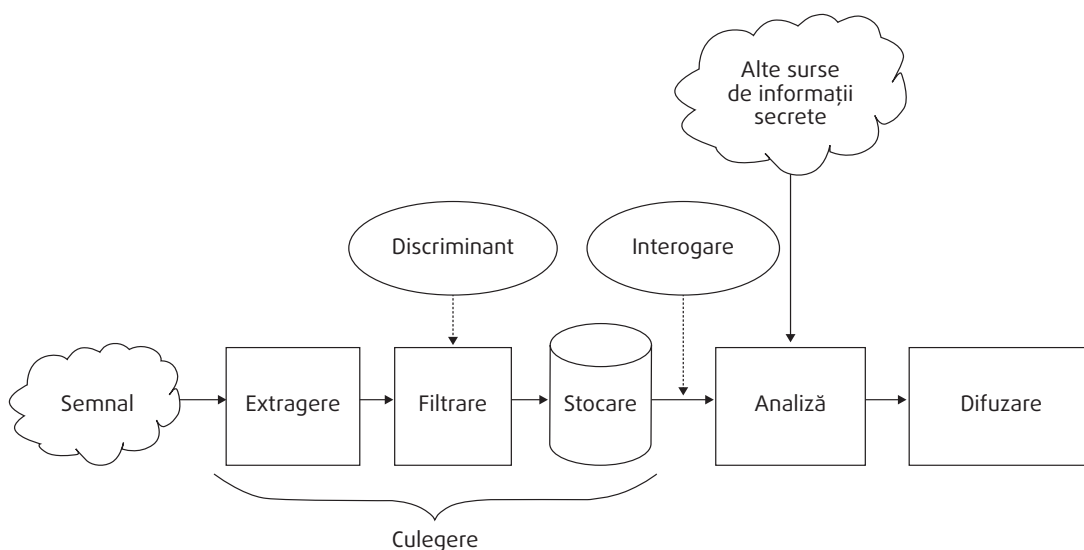 Alte surse
de informații
secrete
Discriminant
Interogare
Semnal
Extragere
Filtrare
Stocare
Analiză
Difuzare
Culegere